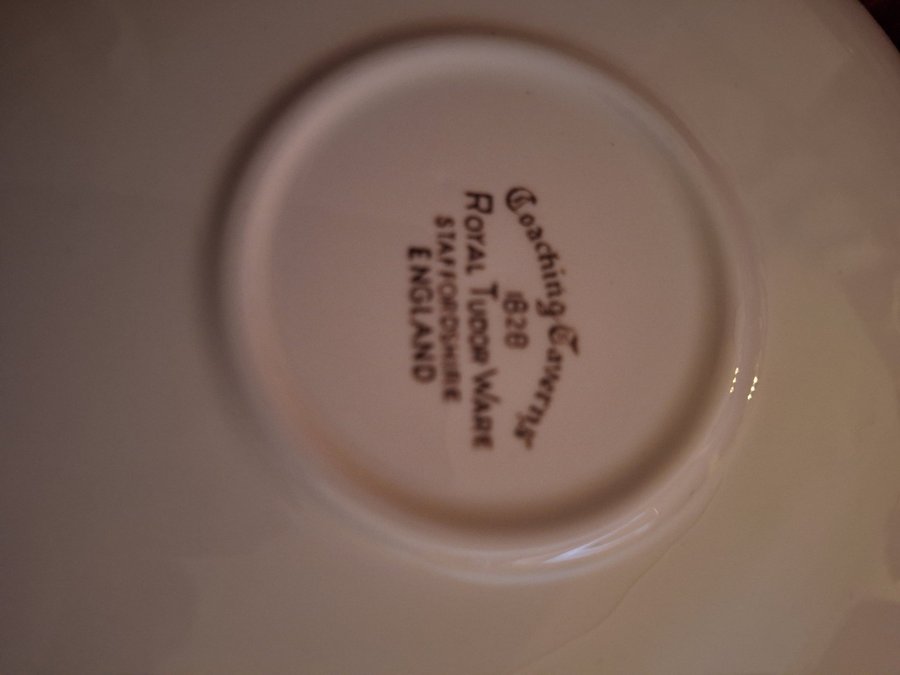 Coaching Taverns
1828
ROYAL TUDOR WARE
STAFFORDSHIRE
ENGLAND